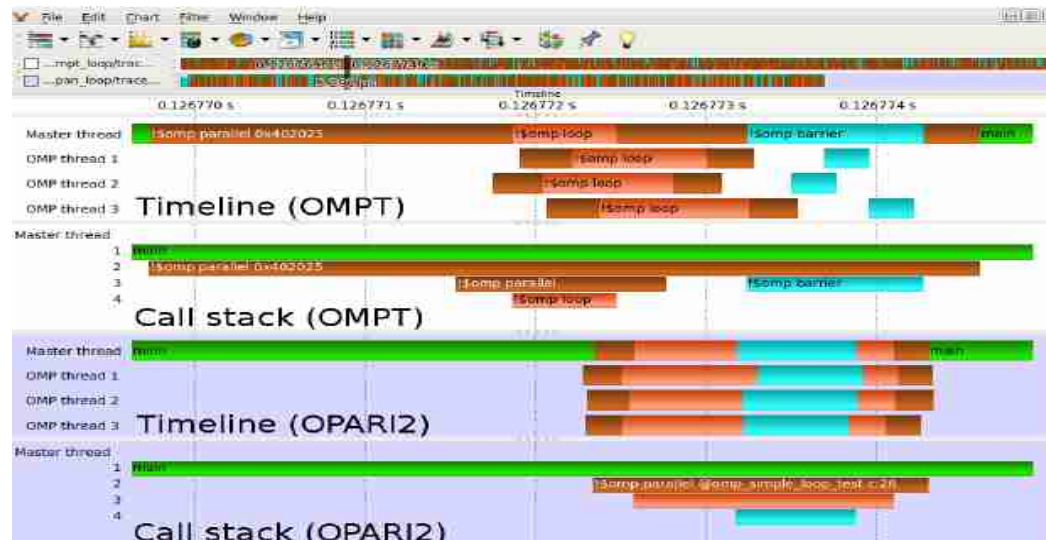 File Edit Chart Filter Window Help
...mpt_loop/trac...
...pan_loop/trace...
Timeline
0.126770 s 0.126771 s 0.126772 s 0.126773 s 0.126774 s
Master thread !$omp parallel 0x402025 !$omp loop !$omp barrier main
OMP thread 1 !$omp loop
OMP thread 2 !$omp loop
OMP thread 3 !$omp loop
Timeline (OMPT)
Master thread
1 main
2 !$omp parallel 0x402025
3 !$omp parallel !$omp barrier
4 !$omp loop
Call stack (OMPT)
Master thread main main
OMP thread 1
OMP thread 2
OMP thread 3
Timeline (OPARI2)
Master thread
1 main
2 !$omp parallel @omp_simple_loop_test.c:26
3
4
Call stack (OPARI2)